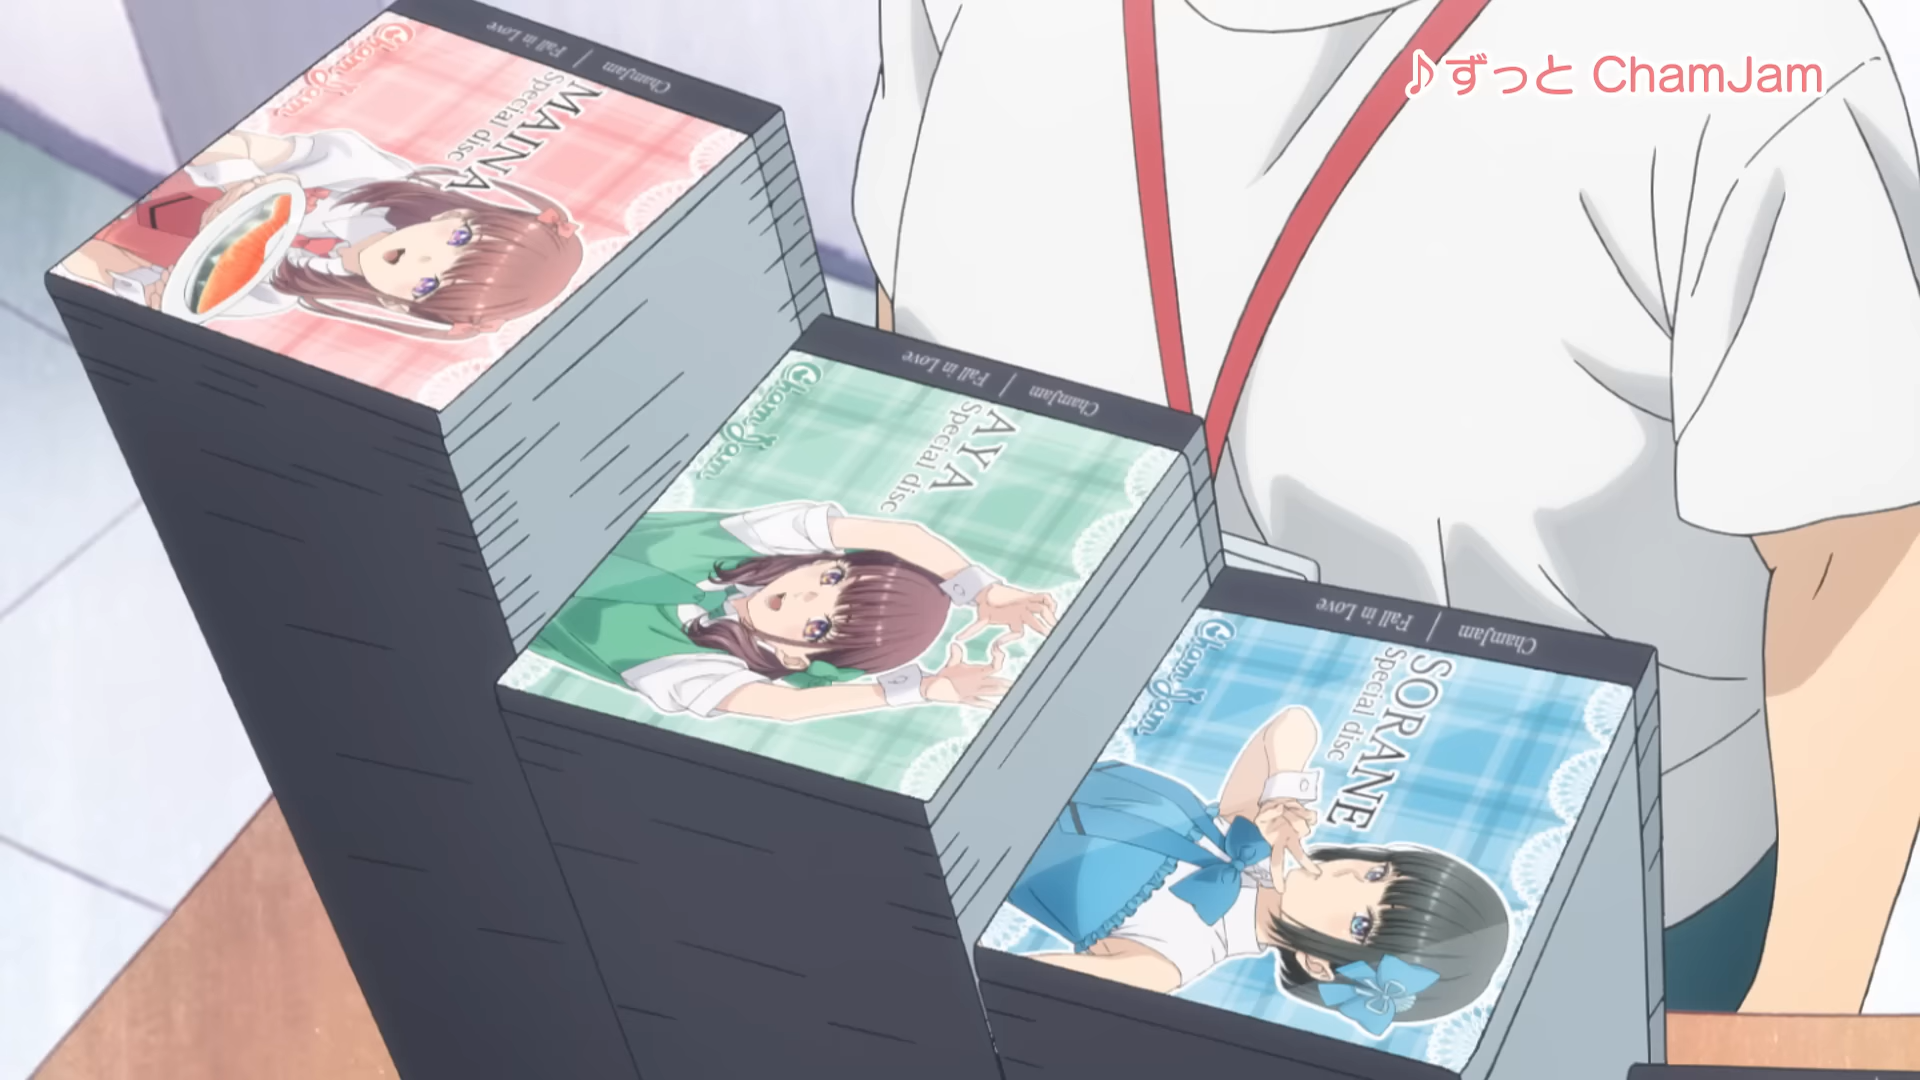 ♪ずっと ChamJam
ChamJam | Fall in Love
ChamJam
MAINA
Special disc
ChamJam | Fall in Love
ChamJam
AYA
Special disc
ChamJam | Fall in Love
ChamJam
SORANE
Special disc